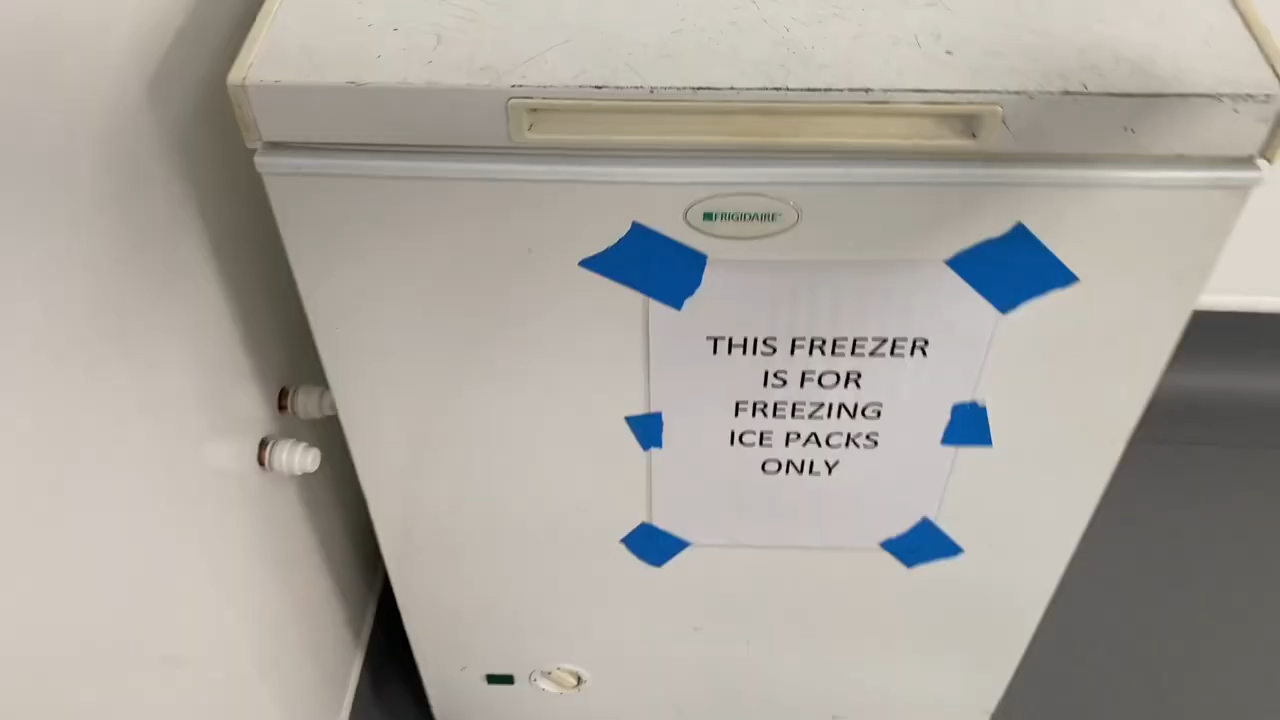 FRIGIDAIRE
THIS FREEZER
IS FOR
FREEZING
ICE PACKS
ONLY